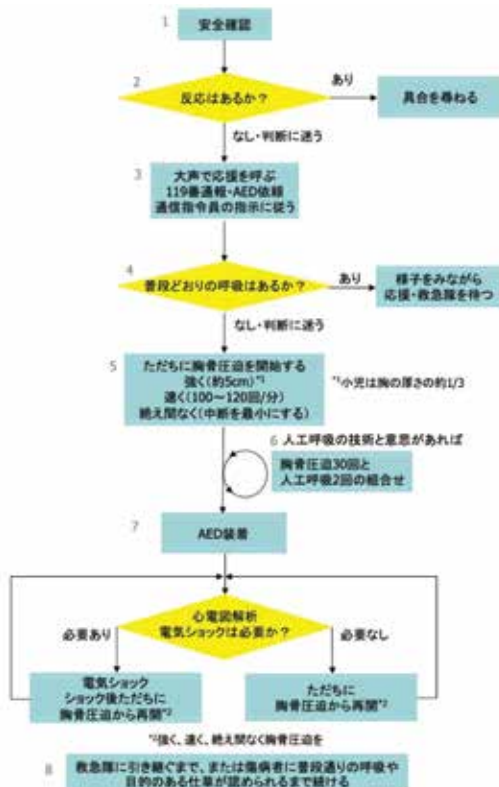 1 安全確認
2 反応はあるか?
あり
具合を尋ねる
なし・判断に迷う
3 大声で応援を呼ぶ
119番通報・AED依頼
通信指令員の指示に従う
4 普段どおりの呼吸はあるか?
あり
様子をみながら
応援・救急隊を待つ
なし・判断に迷う
5 ただちに胸骨圧迫を開始する
強く(約5cm)*1
速く(100~120回/分)
絶え間なく(中断を最小にする)
*1小児は胸の厚さの約1/3
6 人工呼吸の技術と意思があれば
胸骨圧迫30回と
人工呼吸2回の組合せ
7 AED装着
心電図解析
電気ショックは必要か?
必要あり
必要なし
電気ショック
ショック後ただちに
胸骨圧迫から再開*2
ただちに
胸骨圧迫から再開*2
*2強く、速く、絶え間なく胸骨圧迫を
8 救急隊に引き継ぐまで、または傷病者に普段通りの呼吸や
目的のある仕草が認められるまで続ける